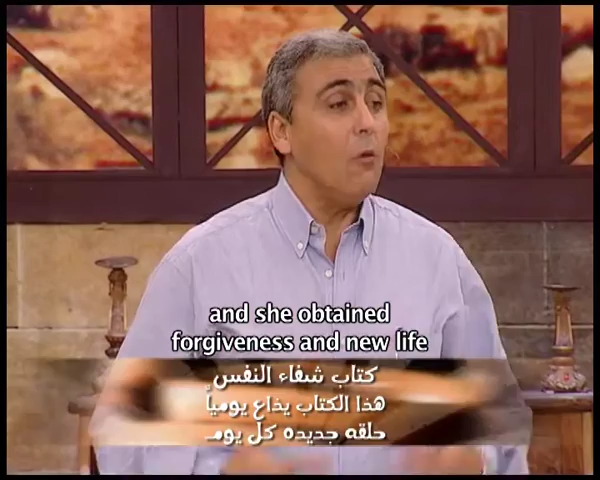 and she obtained
forgiveness and new life
كتاب شفاء النفس
هذا الكتاب يذاع يومياً
حلقه جديده كل يوم